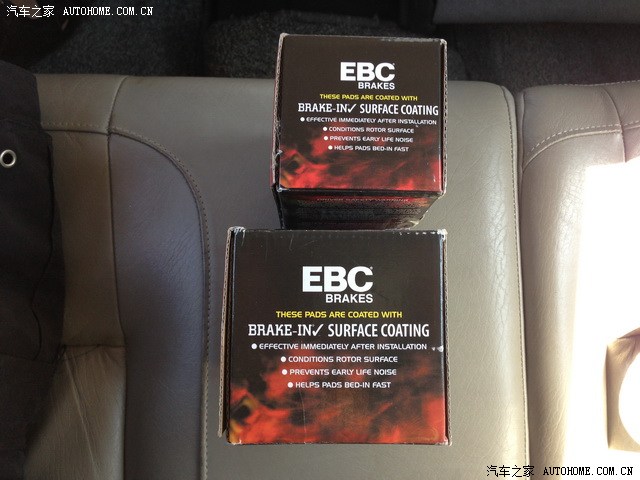 汽车之家 AUTOHOME.COM.CN
EBC
BRAKES
THESE PADS ARE COATED WITH
BRAKE-IN✓ SURFACE COATING
● EFFECTIVE IMMEDIATELY AFTER INSTALLATION
● CONDITIONS ROTOR SURFACE
● PREVENTS EARLY LIFE NOISE
● HELPS PADS BED-IN FAST
EBC
BRAKES
THESE PADS ARE COATED WITH
BRAKE-IN✓ SURFACE COATING
● EFFECTIVE IMMEDIATELY AFTER INSTALLATION
● CONDITIONS ROTOR SURFACE
● PREVENTS EARLY LIFE NOISE
● HELPS PADS BED-IN FAST
汽车之家 AUTOHOME.COM.CN